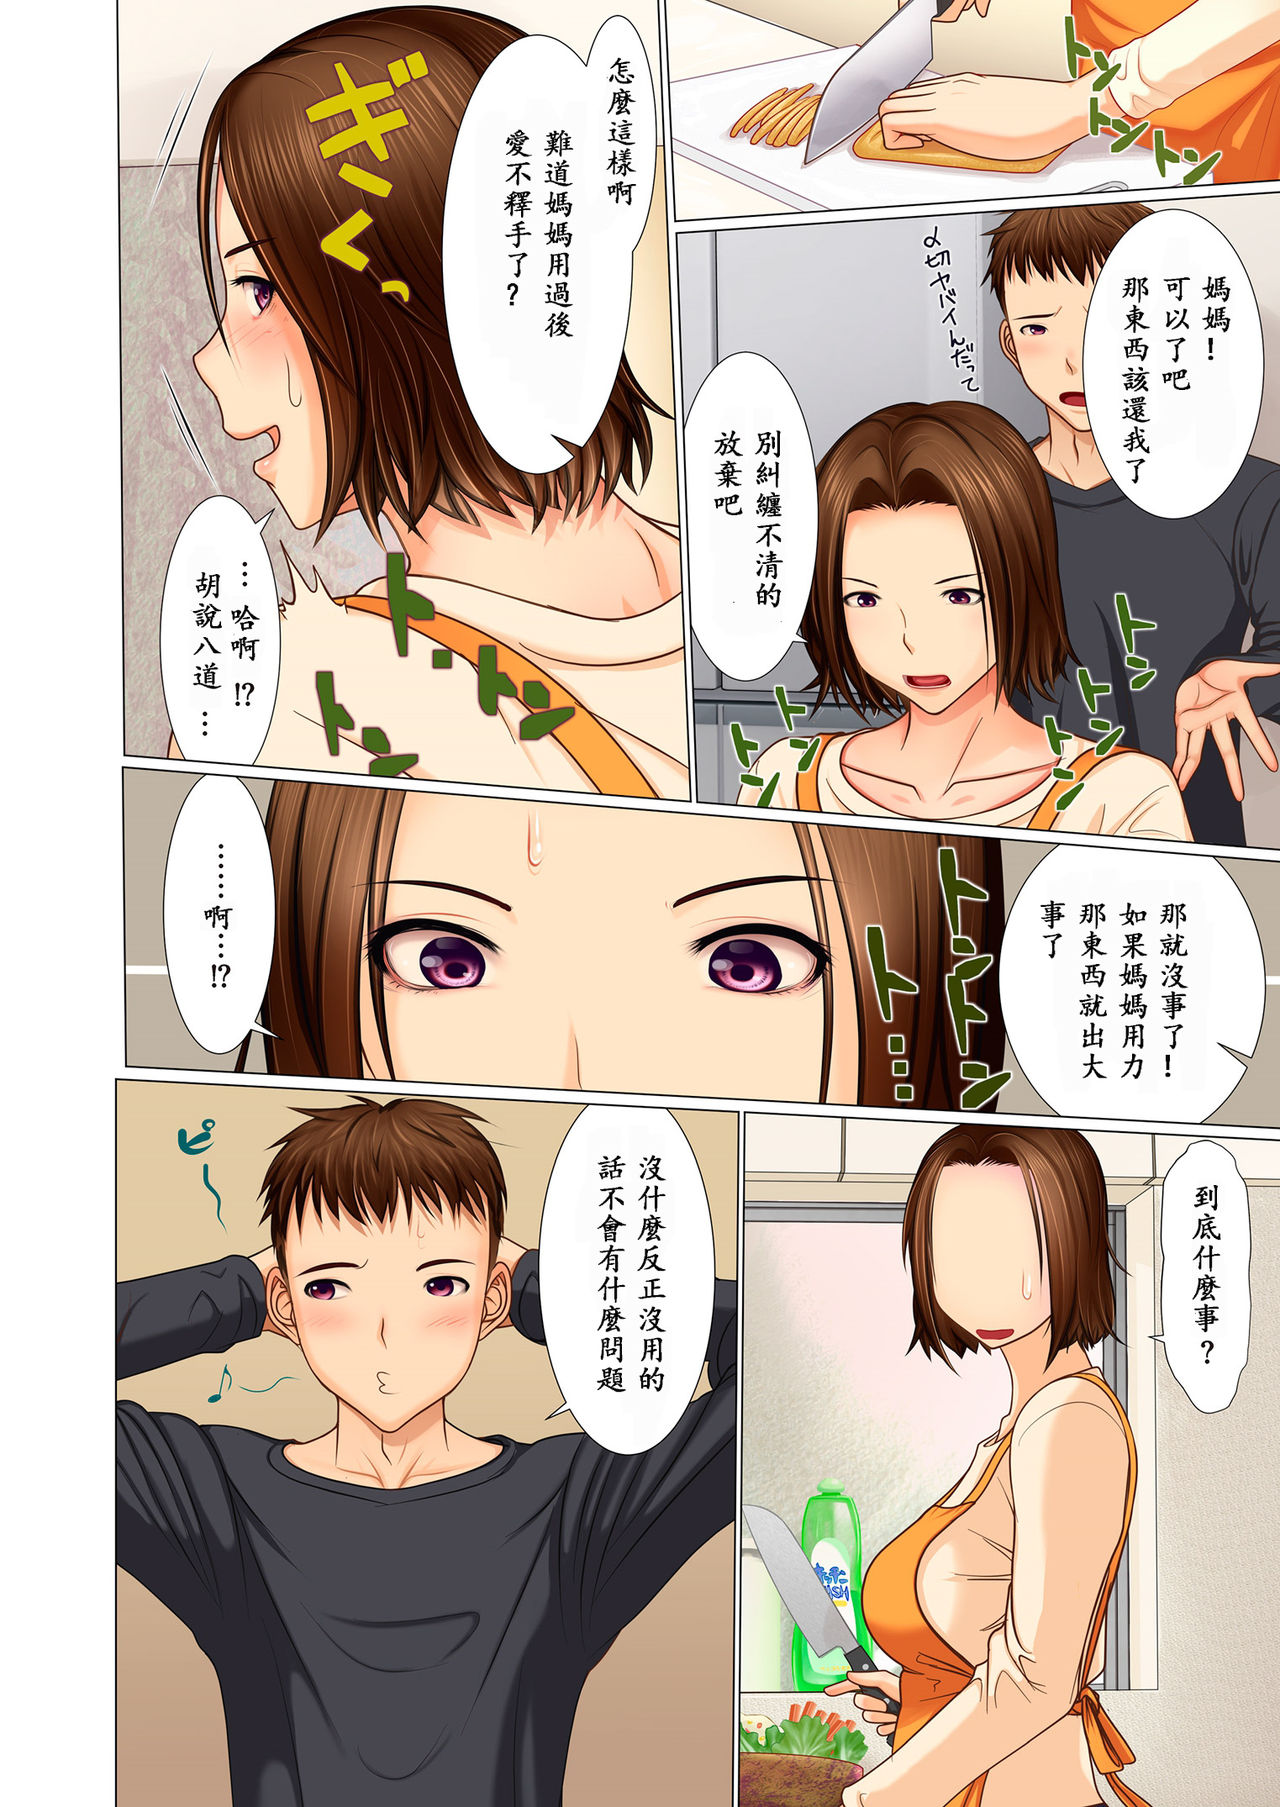 トントントン
媽媽！
可以了吧
那東西該還我了
〆切ヤバイーんだって
別糾纏不清的
放棄吧
トントン
トントン
怎麼這樣啊
難道媽媽用過後
愛不釋手了？
ギくっ
…哈啊!?
胡說八道…
ト…トン
トントン
那就沒事了！
如果媽媽用力
那東西就出大
事了
トントン
トン…
……啊…!?
到底什麼事？
沒什麼反正沒用的
話不會有什麼問題
ピー
♪～